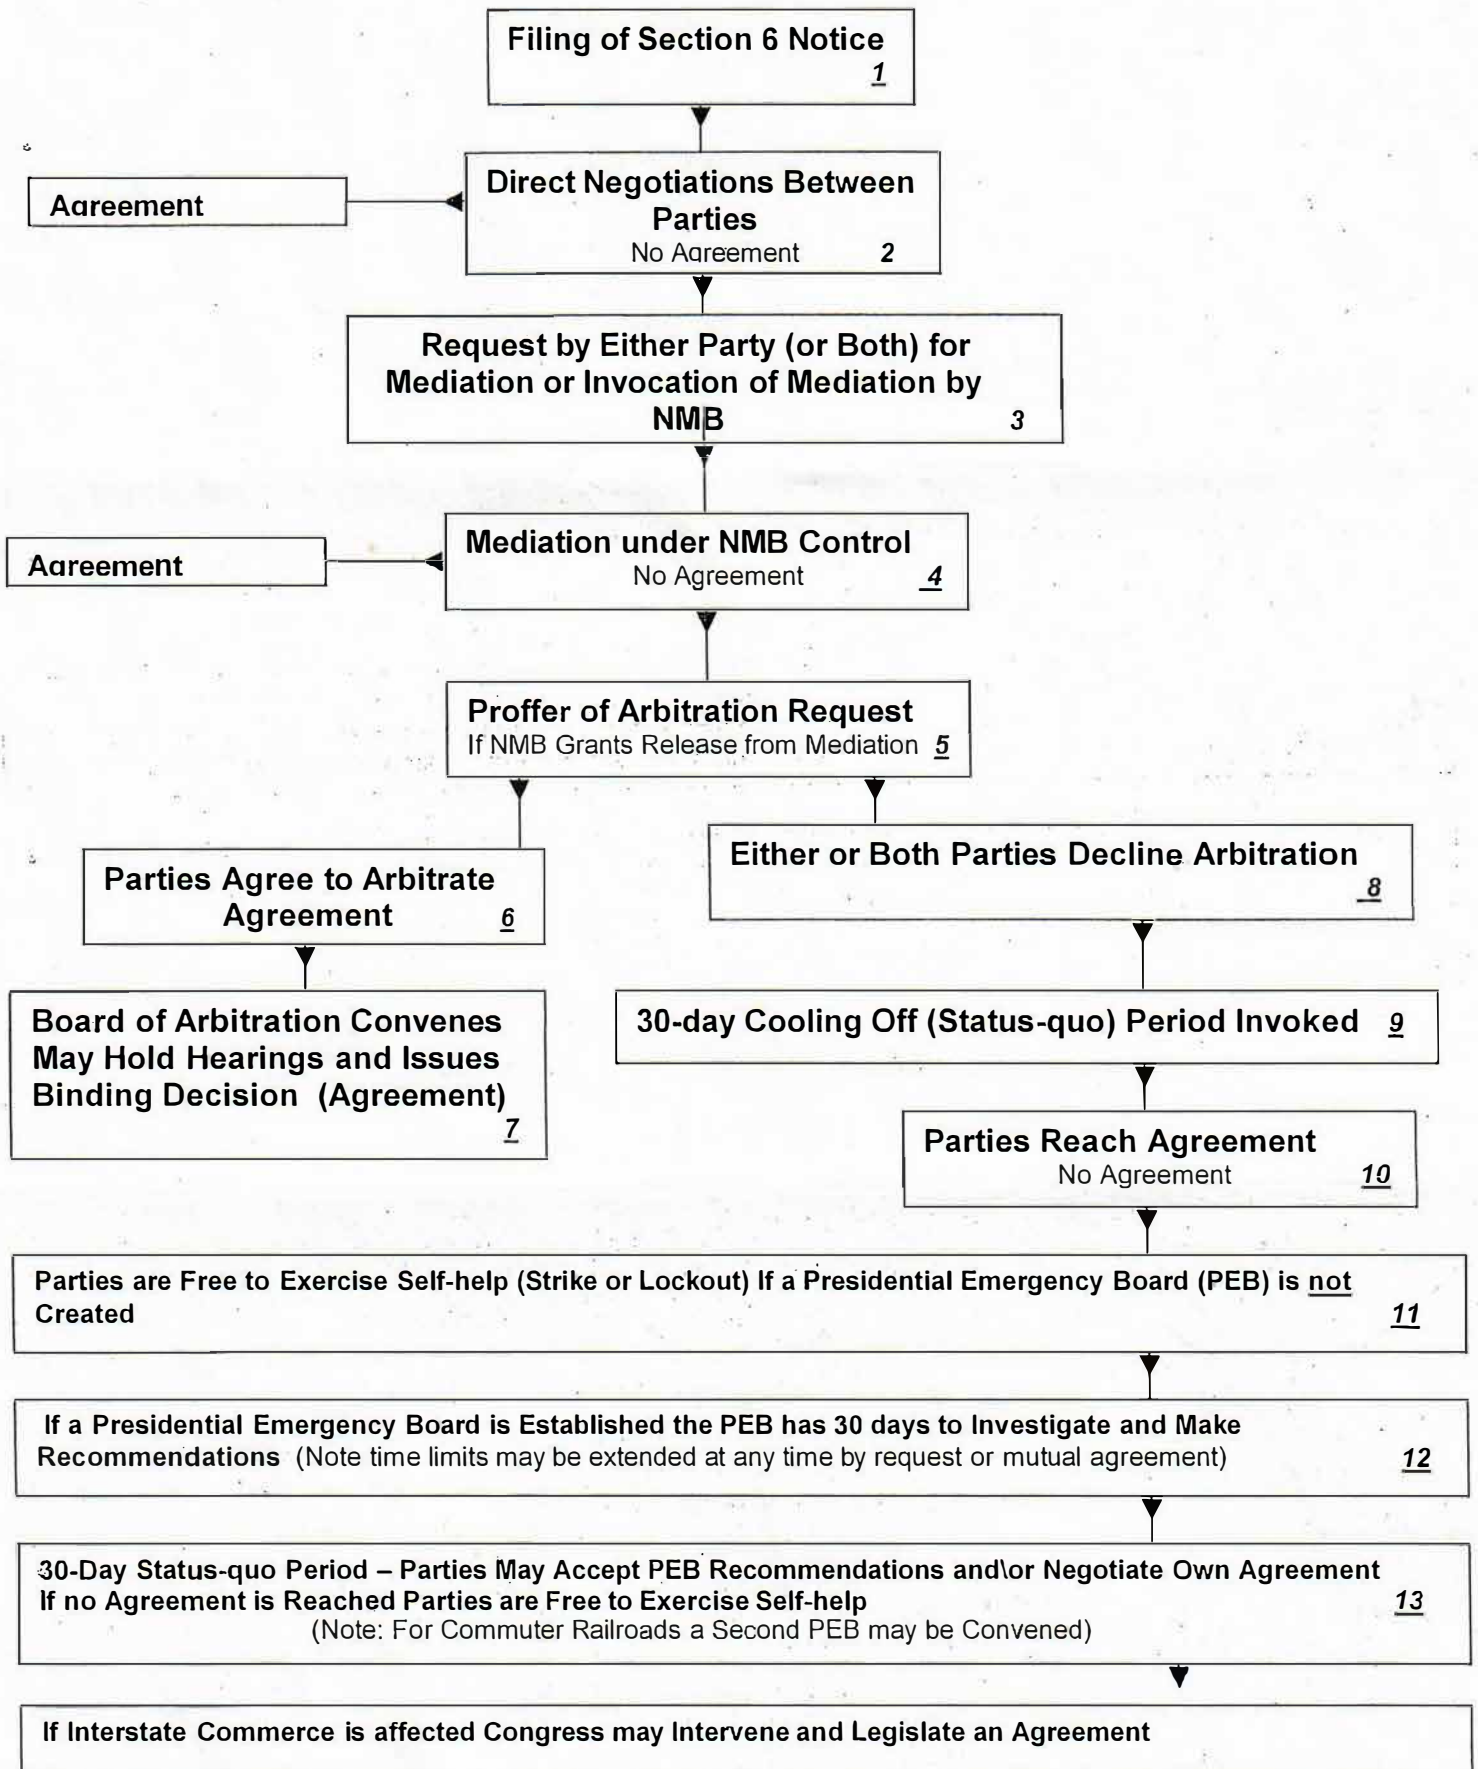 Filing of Section 6 Notice
1
Direct Negotiations Between
Parties
No Agreement 2
Agreement
Request by Either Party (or Both) for
Mediation or Invocation of Mediation by
NMB 3
Mediation under NMB Control
No Agreement 4
Agreement
Proffer of Arbitration Request
If NMB Grants Release from Mediation 5
Parties Agree to Arbitrate
Agreement 6
Either or Both Parties Decline Arbitration
8
Board of Arbitration Convenes
May Hold Hearings and Issues
Binding Decision (Agreement)
7
30-day Cooling Off (Status-quo) Period Invoked 9
Parties Reach Agreement
No Agreement 10
Parties are Free to Exercise Self-help (Strike or Lockout) If a Presidential Emergency Board (PEB) is not
Created 11
If a Presidential Emergency Board is Established the PEB has 30 days to Investigate and Make
Recommendations (Note time limits may be extended at any time by request or mutual agreement) 12
30-Day Status-quo Period – Parties May Accept PEB Recommendations and\or Negotiate Own Agreement
If no Agreement is Reached Parties are Free to Exercise Self-help 13
(Note: For Commuter Railroads a Second PEB may be Convened)
If Interstate Commerce is affected Congress may Intervene and Legislate an Agreement